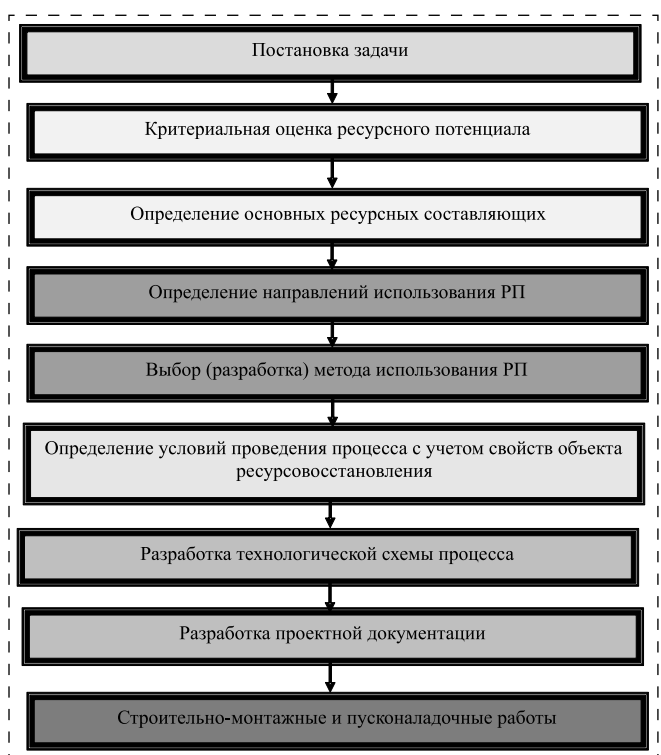 Постановка задачи
Критериальная оценка ресурсного потенциала
Определение основных ресурсных составляющих
Определение направлений использования РП
Выбор (разработка) метода использования РП
Определение условий проведения процесса с учетом свойств объекта
ресурсовосстановления
Разработка технологической схемы процесса
Разработка проектной документации
Строительно-монтажные и пусконаладочные работы